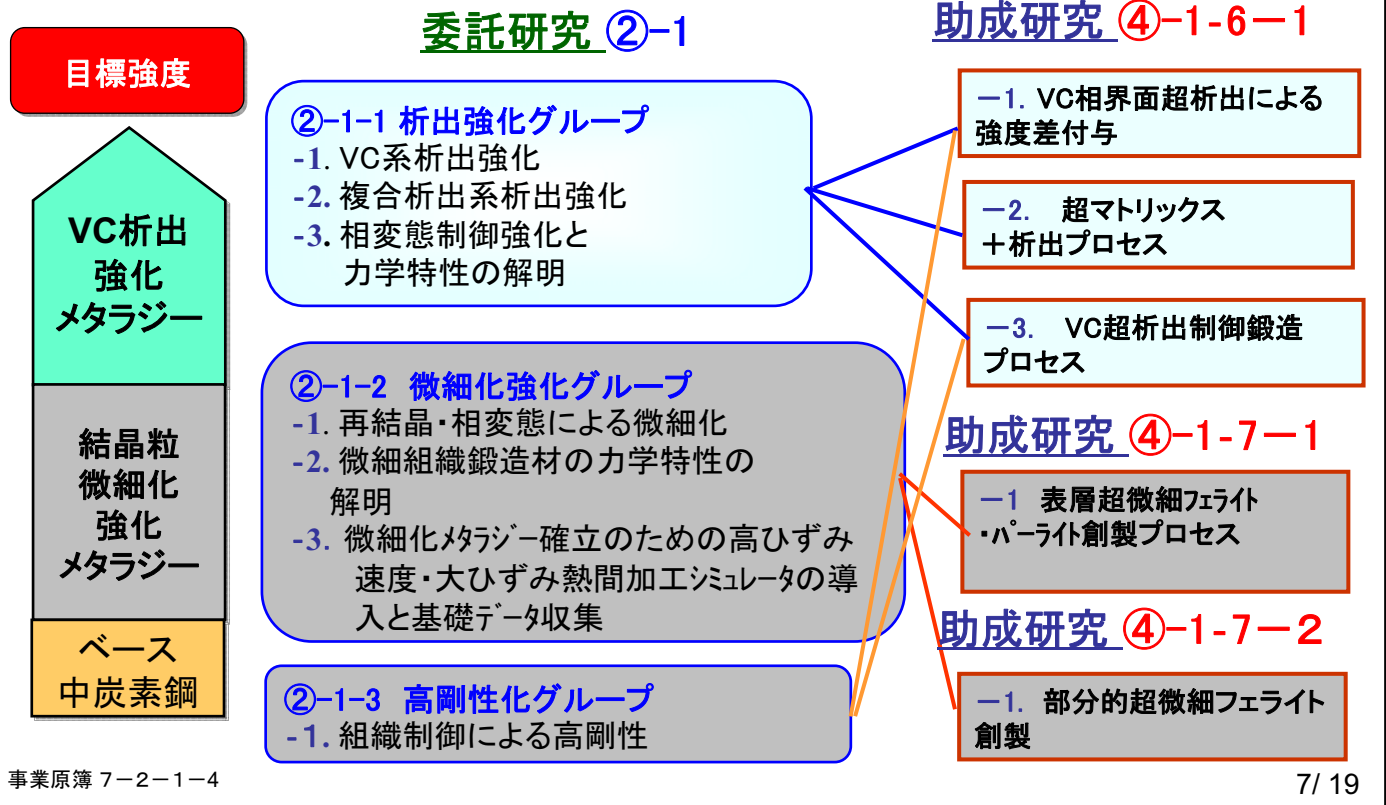 委託研究 ②-1
助成研究 ④-1-6－1
目標強度
VC析出
強化
メタラジー
結晶粒
微細化
強化
メタラジー
ベース
中炭素鋼
②-1-1 析出強化グループ
-1. VC系析出強化
-2. 複合析出系析出強化
-3. 相変態制御強化と
力学特性の解明
②-1-2 微細化強化グループ
-1. 再結晶・相変態による微細化
-2. 微細組織鍛造材の力学特性の
解明
-3. 微細化ﾒﾀﾗｼﾞｰ確立のための高ひずみ
速度・大ひずみ熱間加工ｼﾐｭﾚｰﾀの導
入と基礎ﾃﾞｰﾀ収集
②-1-3 高剛性化グループ
-１. 組織制御による高剛性
－1. VC相界面超析出による
強度差付与
－2. 超マトリックス
＋析出プロセス
－3. VC超析出制御鍛造
プロセス
助成研究 ④-1-7－1
－1 表層超微細ﾌｪﾗｲﾄ
・ﾊﾟｰﾗｲﾄ創製プロセス
助成研究 ④-1-7－２
－1. 部分的超微細フェライト
創製
事業原簿 7－2－1－4
7/ 19